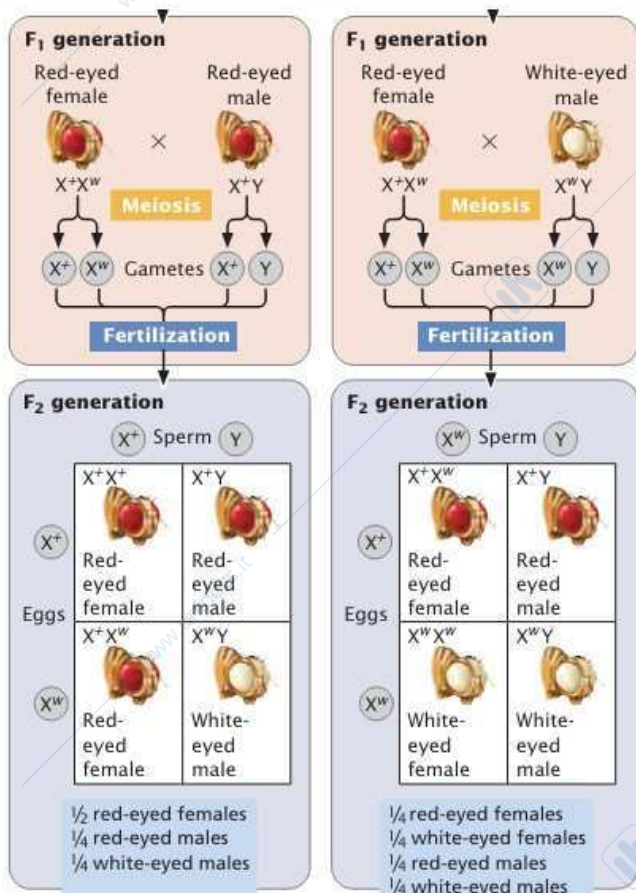 F₁ generation
Red-eyed female
Red-eyed male
×
X⁺Xʷ
X⁺Y
Meiosis
X⁺ Xʷ Gametes X⁺ Y
Fertilization
F₂ generation
X⁺ Sperm Y
X⁺X⁺
X⁺Y
X⁺
Red-
eyed
female
Red-
eyed
male
Eggs
X⁺Xʷ
XʷY
Xʷ
Red-
eyed
female
White-
eyed
male
½ red-eyed females
¼ red-eyed males
¼ white-eyed males
F₁ generation
Red-eyed female
White-eyed male
×
X⁺Xʷ
XʷY
Meiosis
X⁺ Xʷ Gametes Xʷ Y
Fertilization
F₂ generation
Xʷ Sperm Y
X⁺Xʷ
X⁺Y
X⁺
Red-
eyed
female
Red-
eyed
male
Eggs
XʷXʷ
XʷY
Xʷ
White-
eyed
female
White-
eyed
male
¼ red-eyed females
¼ white-eyed females
¼ red-eyed males
¼ white-eyed males